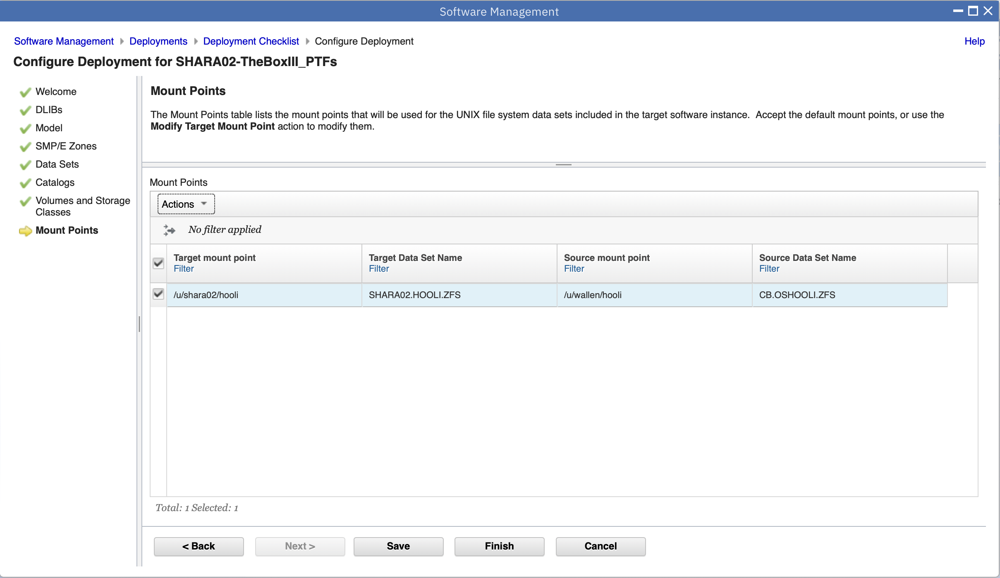 Software Management
Software Management Deployments Deployment Checklist Configure Deployment Help
Configure Deployment for SHARA02-TheBoxIII_PTFs
Welcome
DLIBs
Model
SMP/E Zones
Data Sets
Catalogs
Volumes and Storage
Classes
Mount Points
Mount Points
The Mount Points table lists the mount points that will be used for the UNIX file system data sets included in the target software instance.  Accept the default mount points, or use the
Modify Target Mount Point action to modify them.
Mount Points
Actions
No filter applied
Target mount point Target Data Set Name Source mount point Source Data Set Name
Filter Filter Filter Filter
/u/shara02/hooli SHARA02.HOOLI.ZFS /u/wallen/hooli CB.OSHOOLI.ZFS
Total: 1 Selected: 1
< Back Next > Save Finish Cancel